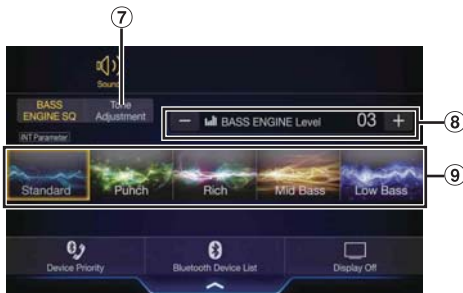 ⑦
Sound
BASS ENGINE SQ
Tone Adjustment
BASS ENGINE Level 03
⑧
INT Parameter
Standard
Punch
Rich
Mid Bass
Low Bass
⑨
Device Priority
Bluetooth Device List
Display Off